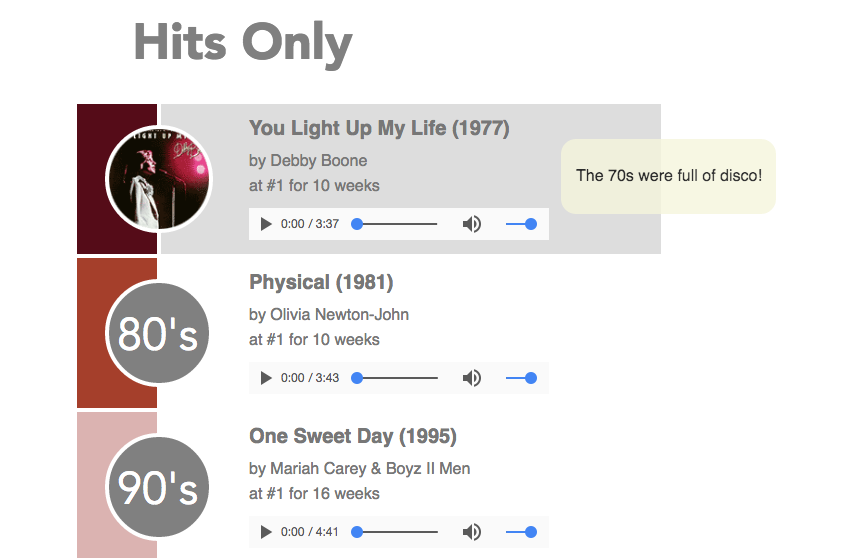 Hits Only
You Light Up My Life (1977)
by Debby Boone
at #1 for 10 weeks
0:00 / 3:37
The 70s were full of disco!
80's
Physical (1981)
by Olivia Newton-John
at #1 for 10 weeks
0:00 / 3:43
90's
One Sweet Day (1995)
by Mariah Carey & Boyz II Men
at #1 for 16 weeks
0:00 / 4:41